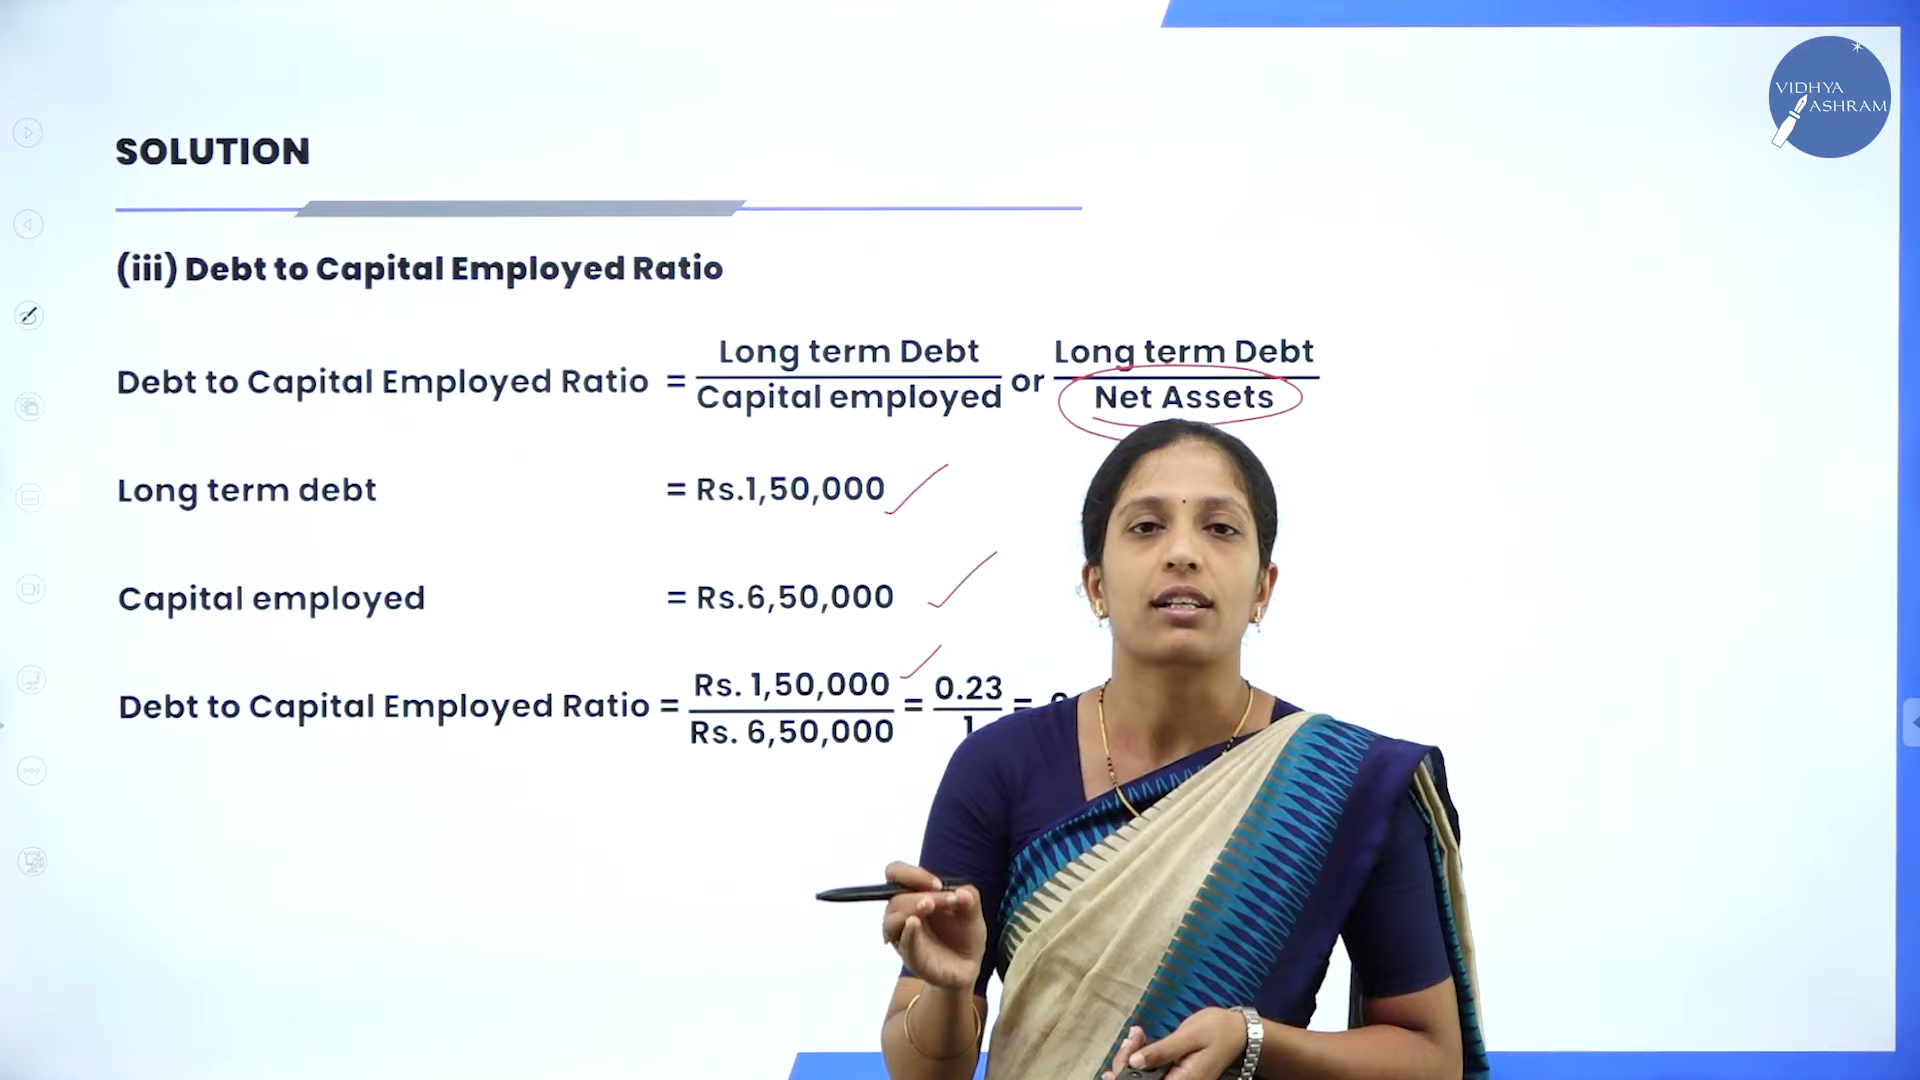 VIDHYA
ASHRAM
SOLUTION
(iii) Debt to Capital Employed Ratio
Debt to Capital Employed Ratio = Long term Debt / Capital employed or Long term Debt / Net Assets
Long term debt = Rs.1,50,000
Capital employed = Rs.6,50,000
Debt to Capital Employed Ratio = Rs. 1,50,000 / Rs. 6,50,000 = 0.23 / 1 =